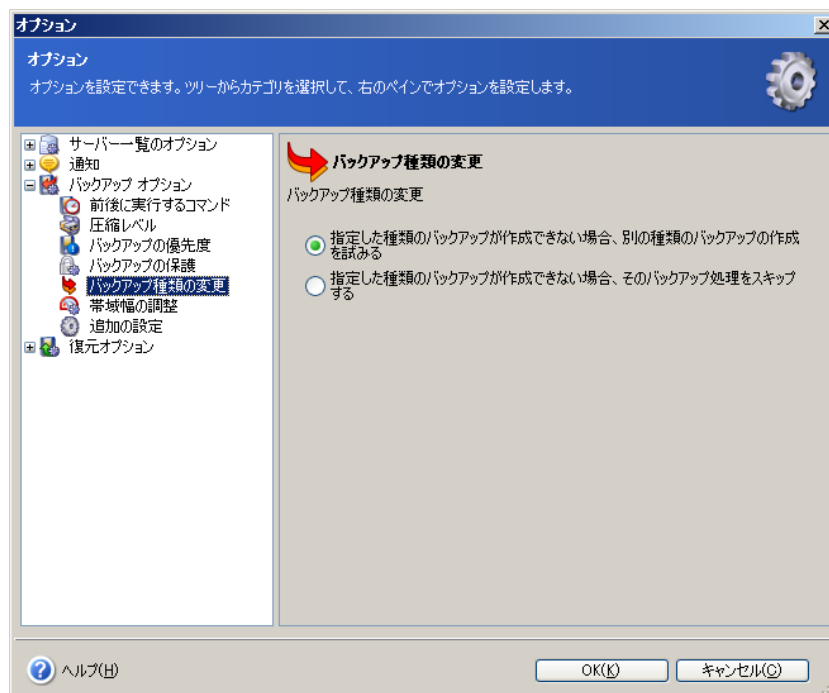 オプション
オプション
オプションを設定できます。ツリーからカテゴリを選択して、右のペインでオプションを設定します。
サーバー一覧のオプション
通知
バックアップ オプション
前後に実行するコマンド
圧縮レベル
バックアップの優先度
バックアップの保護
バックアップ種類の変更
帯域幅の調整
追加の設定
復元オプション
バックアップ種類の変更
バックアップ種類の変更
指定した種類のバックアップが作成できない場合、別の種類のバックアップの作成
を試みる
指定した種類のバックアップが作成できない場合、そのバックアップ処理をスキップ
する
ヘルプ(H)
OK(K)
キャンセル(C)